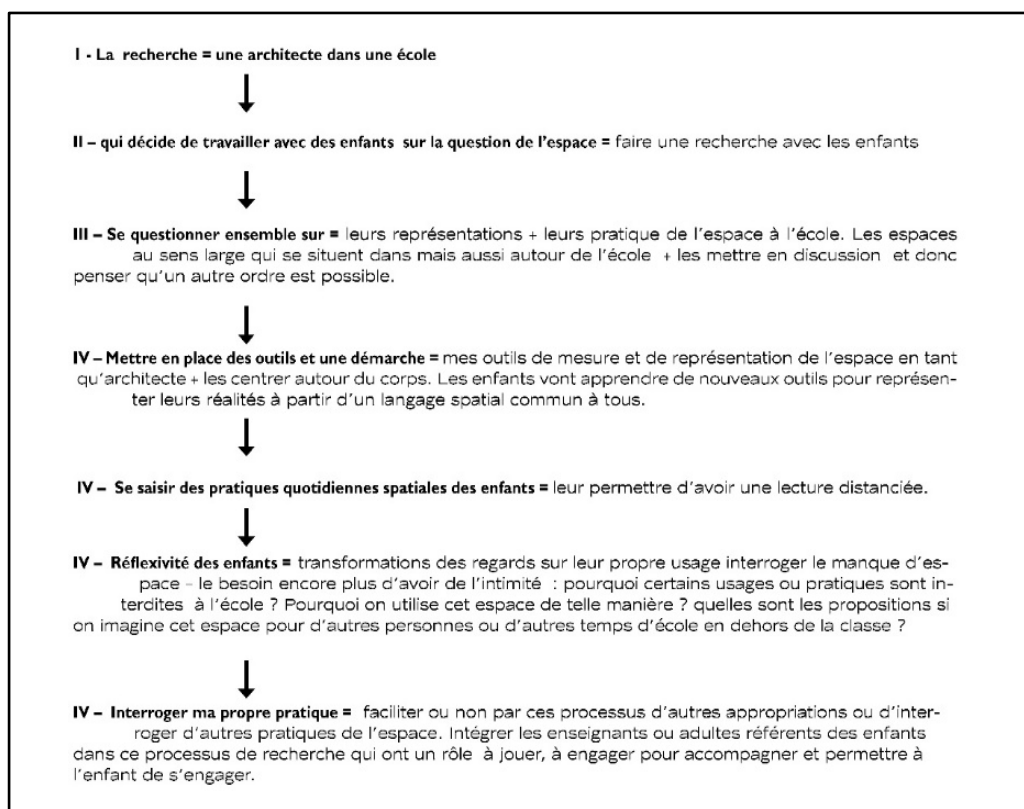 I - La recherche = une architecte dans une école
II – qui décide de travailler avec des enfants sur la question de l'espace = faire une recherche avec les enfants
III – Se questionner ensemble sur = leurs représentations + leurs pratique de l'espace à l'école. Les espaces
au sens large qui se situent dans mais aussi autour de l'école + les mettre en discussion et donc
penser qu'un autre ordre est possible.
IV – Mettre en place des outils et une démarche = mes outils de mesure et de représentation de l'espace en tant
qu'architecte + les centrer autour du corps. Les enfants vont apprendre de nouveaux outils pour représen-
ter leurs réalités à partir d'un langage spatial commun à tous.
IV – Se saisir des pratiques quotidiennes spatiales des enfants = leur permettre d'avoir une lecture distanciée.
IV – Réflexivité des enfants = transformations des regards sur leur propre usage interroger le manque d'es-
pace – le besoin encore plus d'avoir de l'intimité : pourquoi certains usages ou pratiques sont in-
terdites à l'école ? Pourquoi on utilise cet espace de telle manière ? quelles sont les propositions si
on imagine cet espace pour d'autres personnes ou d'autres temps d'école en dehors de la classe ?
IV – Interroger ma propre pratique = faciliter ou non par ces processus d'autres appropriations ou d'inter-
roger d'autres pratiques de l'espace. Intégrer les enseignants ou adultes référents des enfants
dans ce processus de recherche qui ont un rôle à jouer, à engager pour accompagner et permettre à
l'enfant de s'engager.